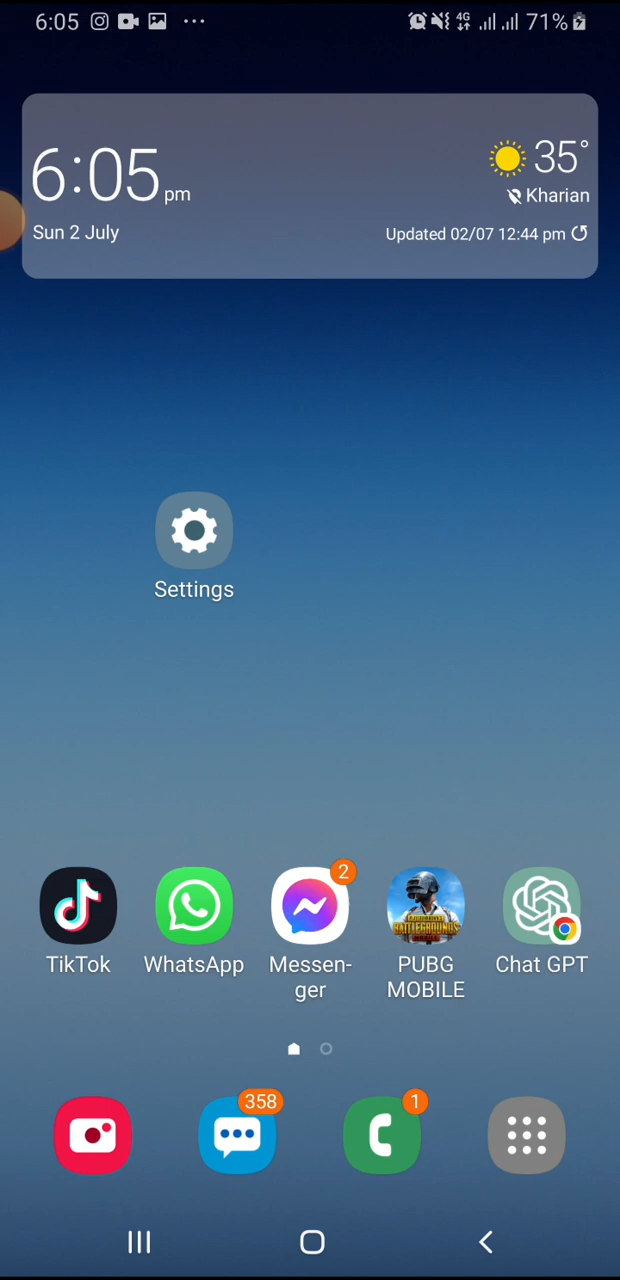 6:05 ... 4G 71%
6:05 pm
35°
Kharian
Sun 2 July
Updated 02/07 12:44 pm
Settings
2
TikTok
WhatsApp
Messen-
ger
PUBG
MOBILE
Chat GPT
358
1